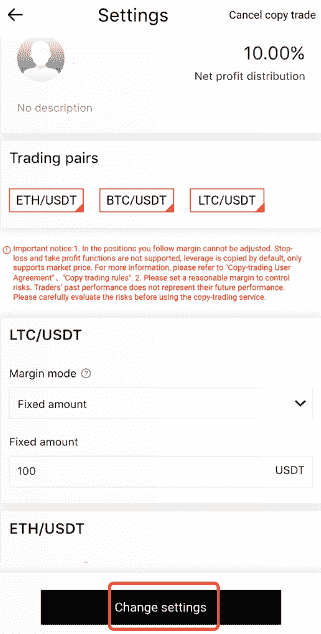 Settings
Cancel copy trade
10.00%
Net profit distribution
No description
Trading pairs
ETH/USDT
BTC/USDT
LTC/USDT
Important notice:1. In the positions you follow margin cannot be adjusted. Stop-
loss and take profit functions are not supported, leverage is copied by default, only
supports market price. For more information, please refer to "Copy-trading User
Agreement"、"Copy trading rules". 2. Please set a reasonable margin to control
risks. Traders' past performance does not represent their future performance.
Please carefully evaluate the risks before using the copy-trading service.
LTC/USDT
Margin mode
Fixed amount
Fixed amount
100 USDT
ETH/USDT
Change settings